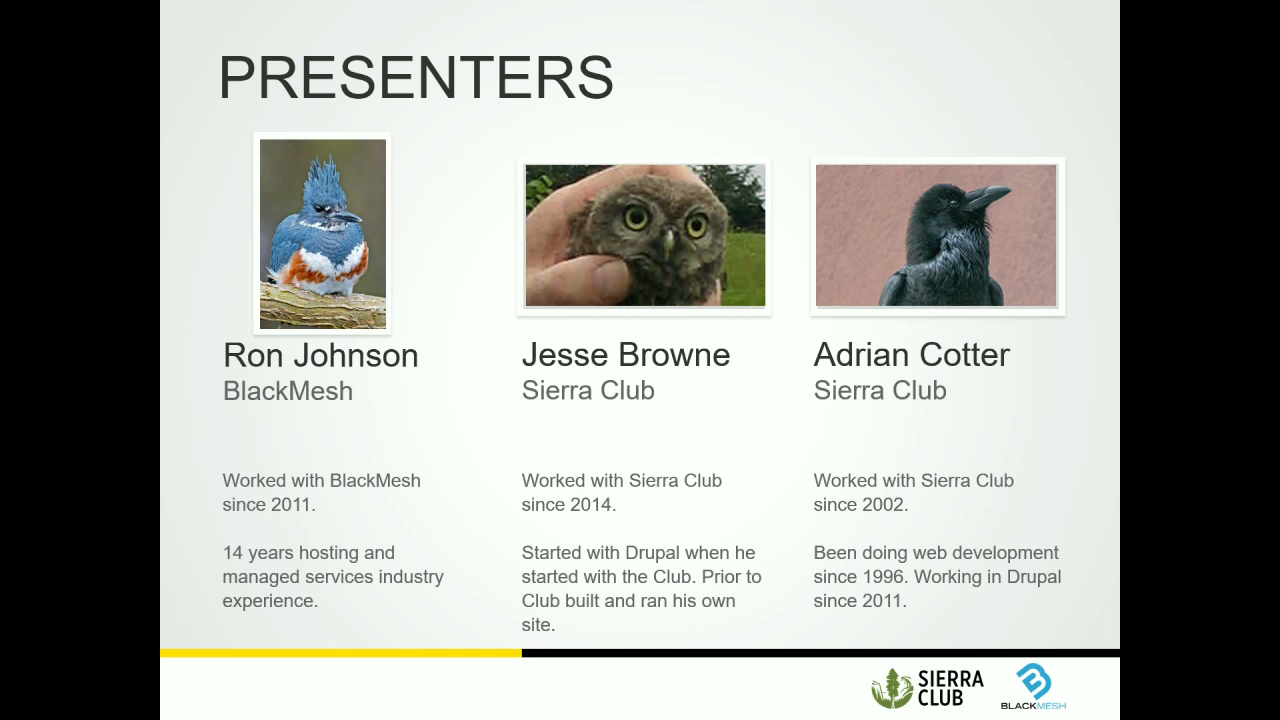 PRESENTERS
Ron Johnson
BlackMesh
Worked with BlackMesh
since 2011.
14 years hosting and
managed services industry
experience.
Jesse Browne
Sierra Club
Worked with Sierra Club
since 2014.
Started with Drupal when he
started with the Club. Prior to
Club built and ran his own
site.
Adrian Cotter
Sierra Club
Worked with Sierra Club
since 2002.
Been doing web development
since 1996. Working in Drupal
since 2011.
SIERRA
CLUB
BLACKMESH